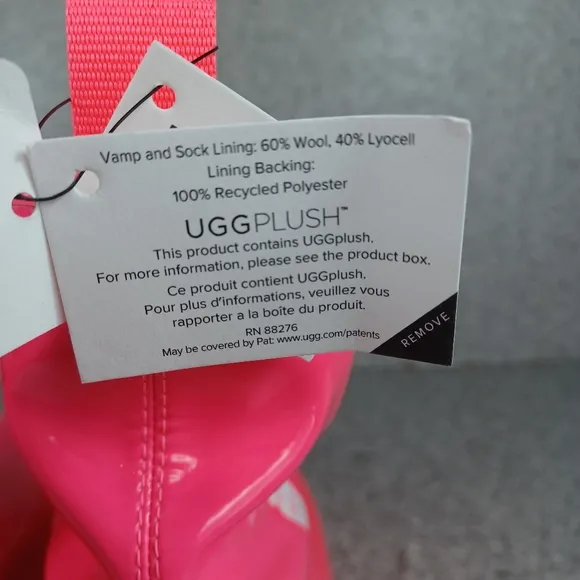 Vamp and Sock Lining: 60% Wool, 40% Lyocell
Lining Backing:
100% Recycled Polyester
UGGPLUSH™
This product contains UGGplush.
For more information, please see the product box.
Ce produit contient UGGplush.
Pour plus d'informations, veuillez vous
rapporter a la boîte du produit.
RN 88276
May be covered by Pat: www.ugg.com/patents
REMOVE